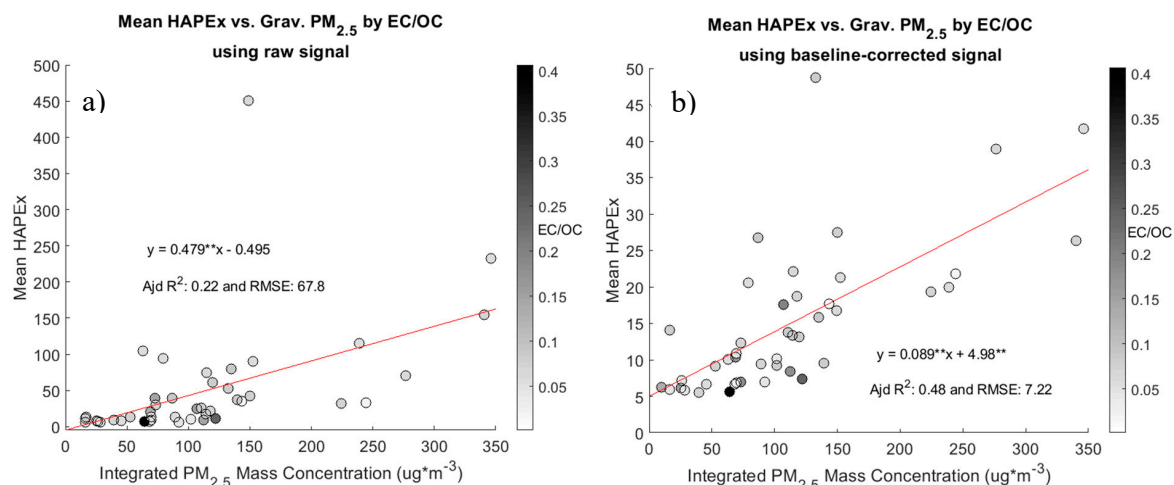 Mean HAPEx vs. Grav. PM2.5 by EC/OC
using raw signal
a)
500
450
400
350
300
250
200
150
100
50
0
Mean HAPEx
y = 0.479**x - 0.495
Ajd R2: 0.22 and RMSE: 67.8
0 50 100 150 200 250 300 350
Integrated PM2.5 Mass Concentration (ug*m-3)
0.4
0.35
0.3
0.25
EC/OC
0.2
0.15
0.1
0.05
Mean HAPEx vs. Grav. PM2.5 by EC/OC
using baseline-corrected signal
b)
50
45
40
35
30
25
20
15
10
5
0
Mean HAPEx
y = 0.089**x + 4.98**
Ajd R2: 0.48 and RMSE: 7.22
0 50 100 150 200 250 300 350
Integrated PM2.5 Mass Concentration (ug*m-3)
0.4
0.35
0.3
0.25
EC/OC
0.2
0.15
0.1
0.05